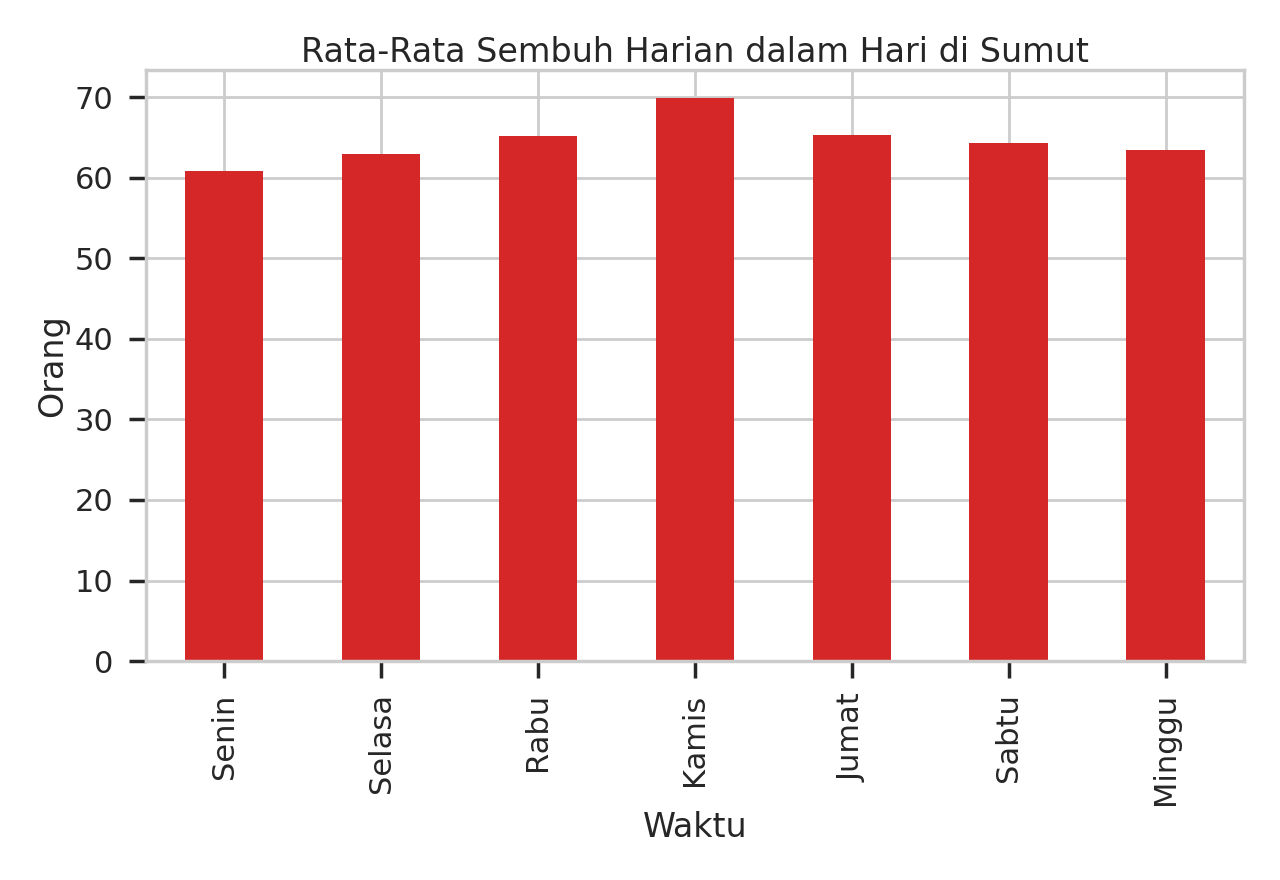 Rata-Rata Sembuh Harian dalam Hari di Sumut
Orang
70
60
50
40
30
20
10
0
Senin
Selasa
Rabu
Kamis
Jumat
Sabtu
Minggu
Waktu